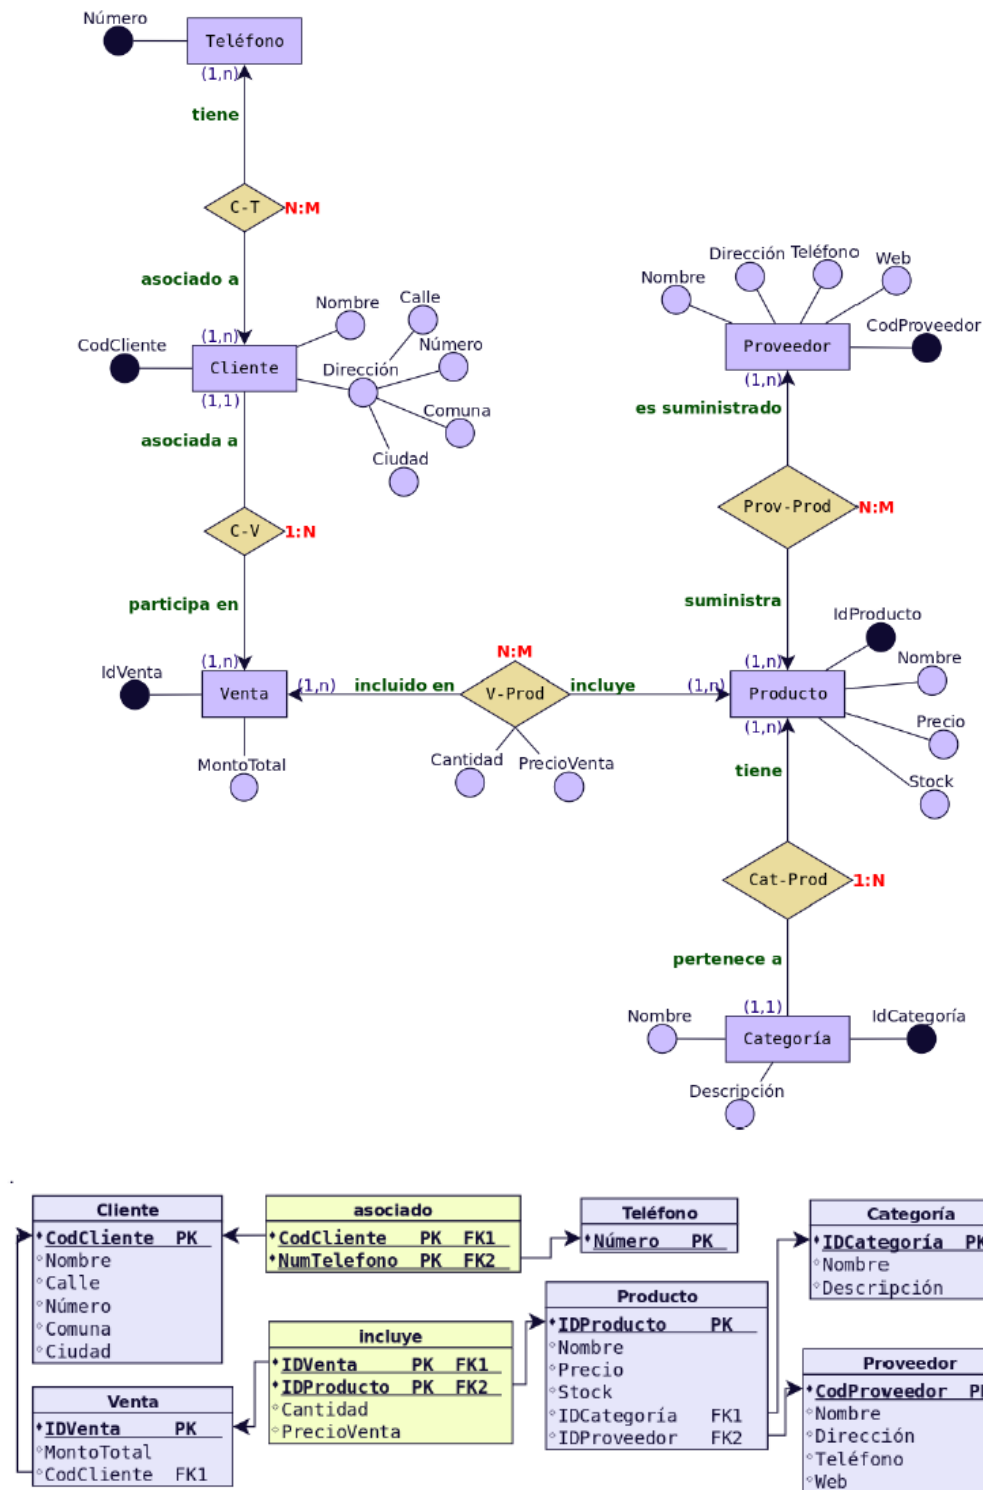 Número
Teléfono
(1,n)
tiene
C-T
N:M
asociado a
(1,n)
CodCliente
Cliente
Nombre
Calle
Dirección
Número
Comuna
Ciudad
(1,1)
asociada a
C-V
1:N
participa en
(1,n)
IdVenta
Venta
MontoTotal
(1,n)
incluido en
N:M
V-Prod
incluye
(1,n)
Cantidad
PrecioVenta
Nombre
Dirección
Teléfono
Web
CodProveedor
Proveedor
(1,n)
es suministrado
Prov-Prod
N:M
suministra
(1,n)
IdProducto
Nombre
Producto
Precio
Stock
(1,n)
tiene
Cat-Prod
1:N
pertenece a
(1,1)
Nombre
Categoría
IdCategoría
Descripción
.
Cliente
CodCliente PK
Nombre
Calle
Número
Comuna
Ciudad
asociado
CodCliente PK FK1
NumTelefono PK FK2
Teléfono
Número PK
Categoría
IDCategoría PK
Nombre
Descripción
Producto
IDProducto PK
Nombre
Precio
Stock
IDCategoría FK1
IDProveedor FK2
incluye
IDVenta PK FK1
IDProducto PK FK2
Cantidad
PrecioVenta
Venta
IDVenta PK
MontoTotal
CodCliente FK1
Proveedor
CodProveedor PK
Nombre
Dirección
Teléfono
Web